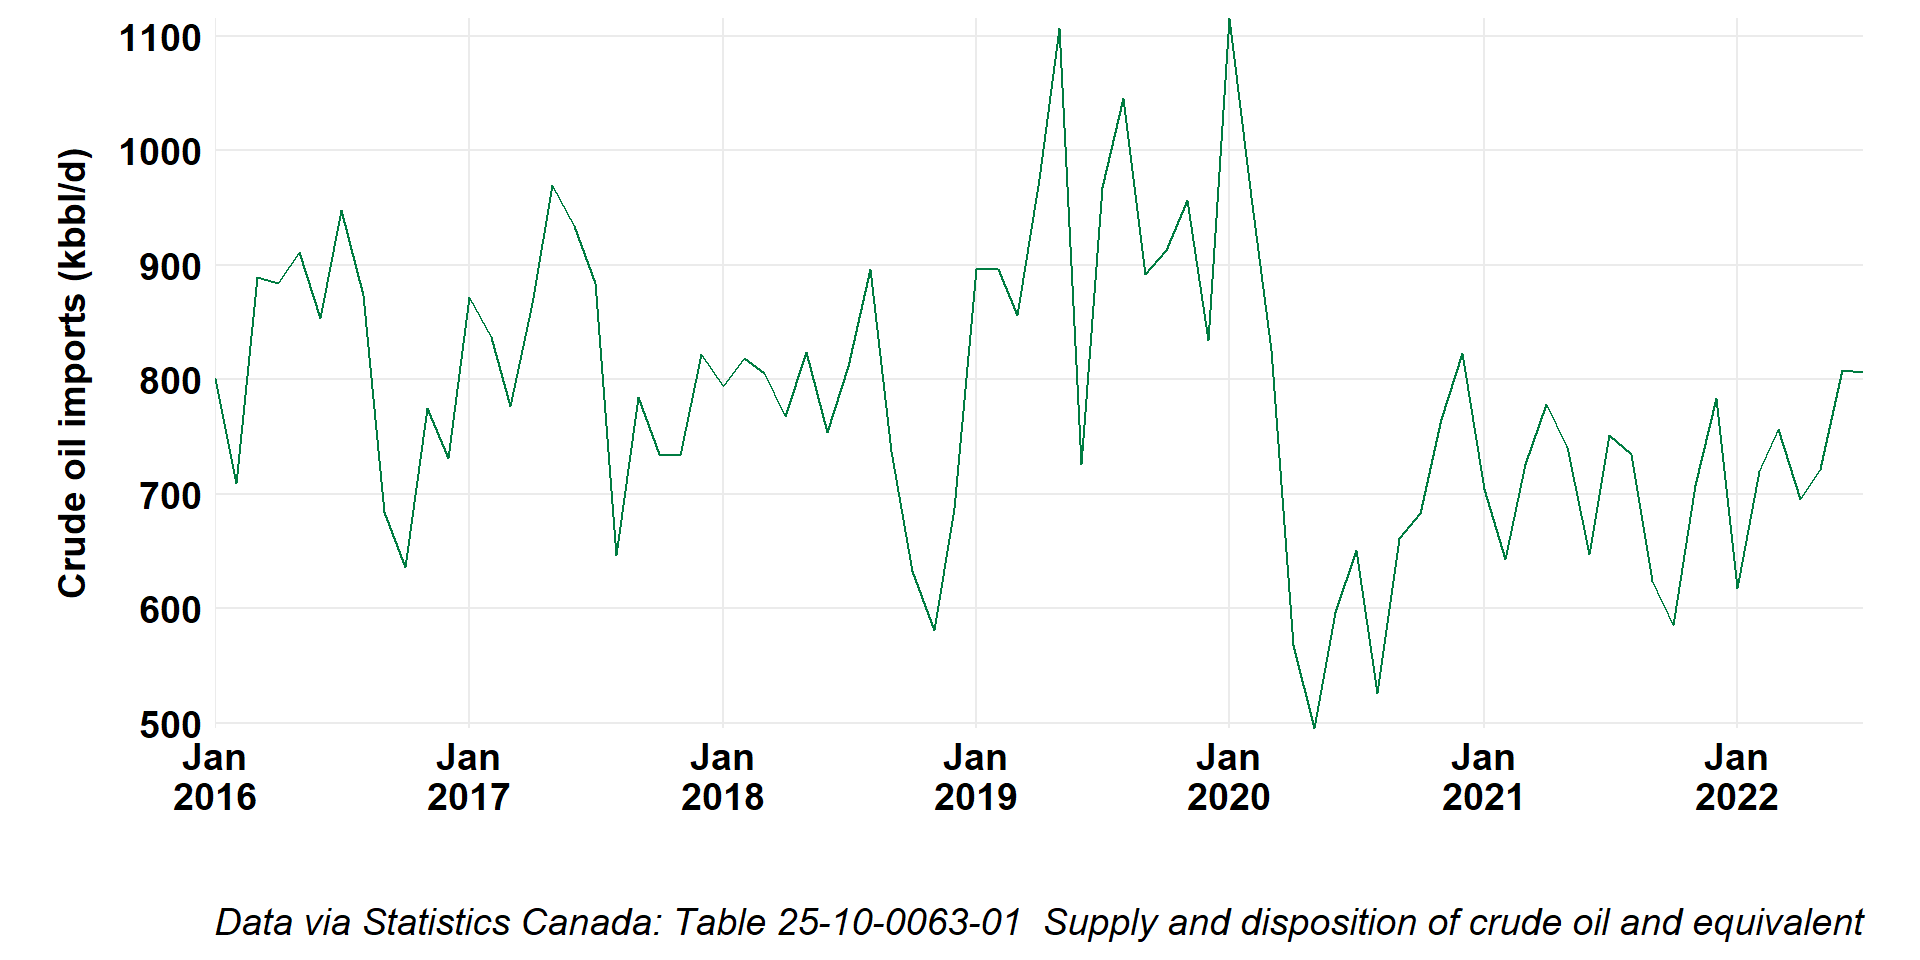 Crude oil imports (kbbl/d)
1100
1000
900
800
700
600
500
Jan 2016
Jan 2017
Jan 2018
Jan 2019
Jan 2020
Jan 2021
Jan 2022
Data via Statistics Canada: Table 25-10-0063-01  Supply and disposition of crude oil and equivalent